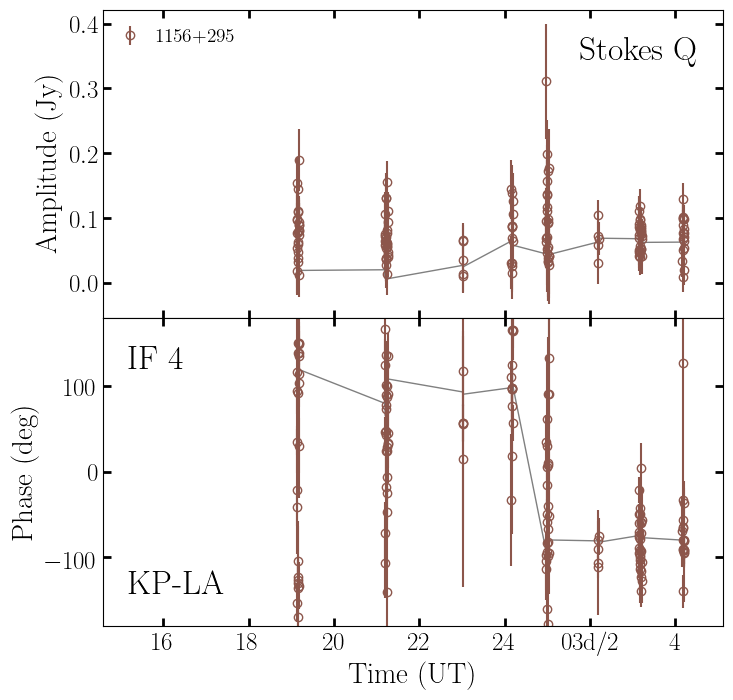 0.4
1156+295
Stokes Q
0.3
0.2
0.1
0.0
Amplitude (Jy)
IF 4
100
0
−100
Phase (deg)
KP-LA
16 18 20 22 24 03d/2 4
Time (UT)